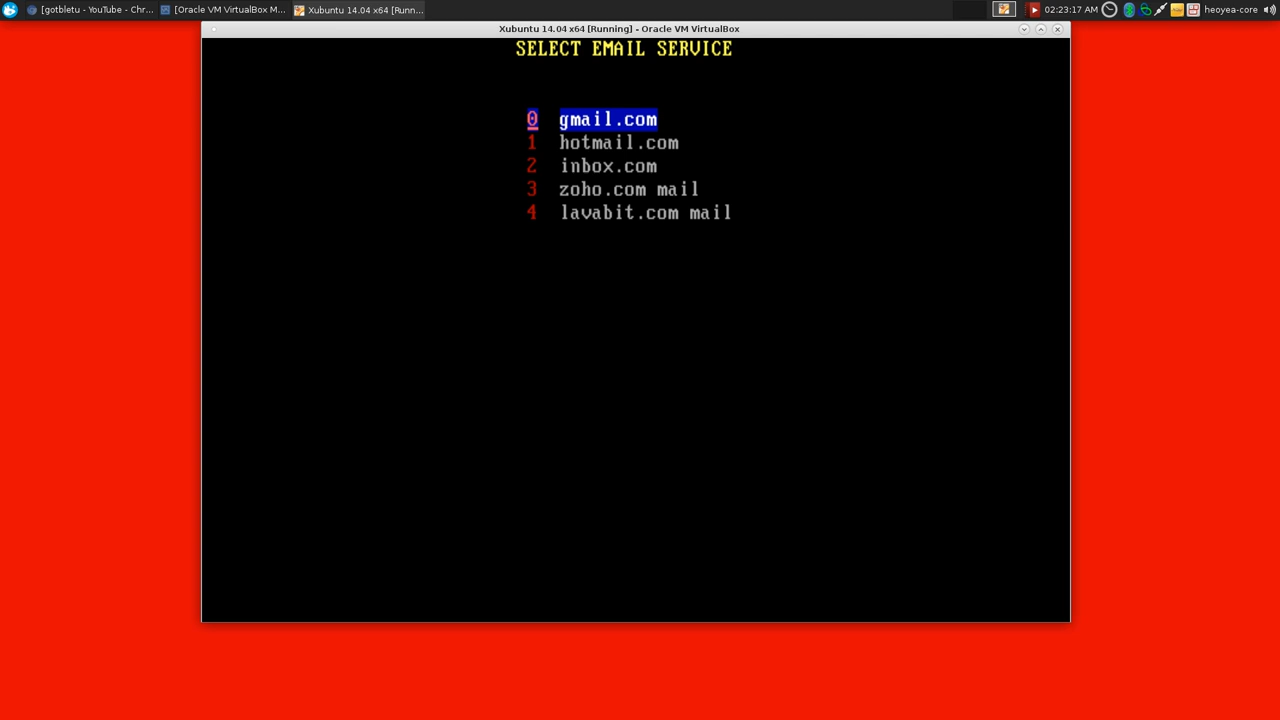 [gotbletu - YouTube - Chr...
[Oracle VM VirtualBox M...
Xubuntu 14.04 x64 [Runn...
02:23:17 AM
heoyea-core
Xubuntu 14.04 x64 [Running] - Oracle VM VirtualBox
SELECT EMAIL SERVICE
0 gmail.com
1 hotmail.com
2 inbox.com
3 zoho.com mail
4 lavabit.com mail